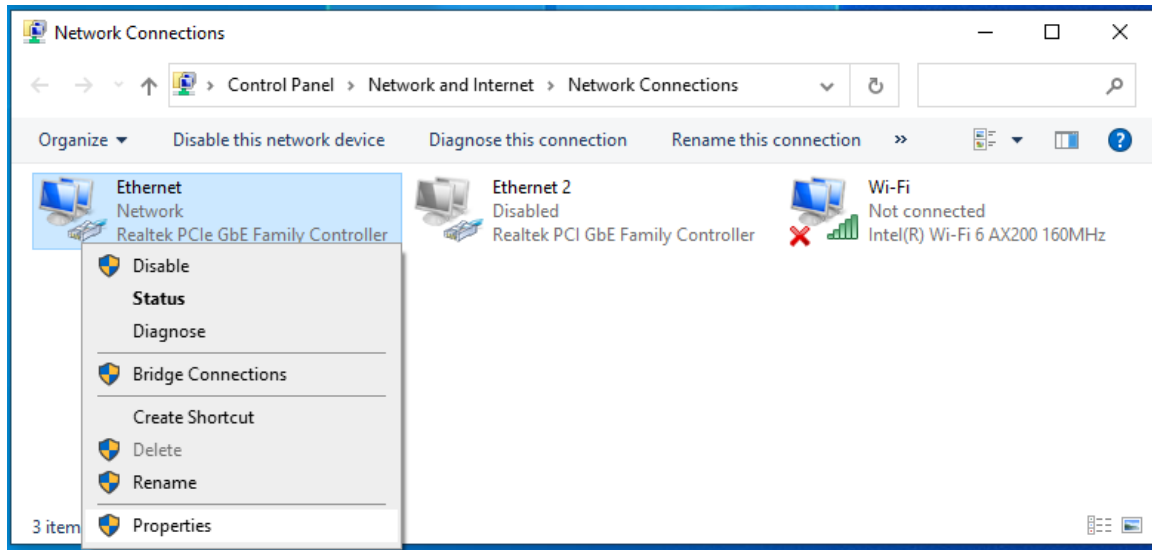 Network Connections
Control Panel > Network and Internet > Network Connections
Organize Disable this network device Diagnose this connection Rename this connection »
Ethernet
Network
Realtek PCIe GbE Family Controller
Ethernet 2
Disabled
Realtek PCI GbE Family Controller
Wi-Fi
Not connected
Intel(R) Wi-Fi 6 AX200 160MHz
Disable
Status
Diagnose
Bridge Connections
Create Shortcut
Delete
Rename
Properties
3 item